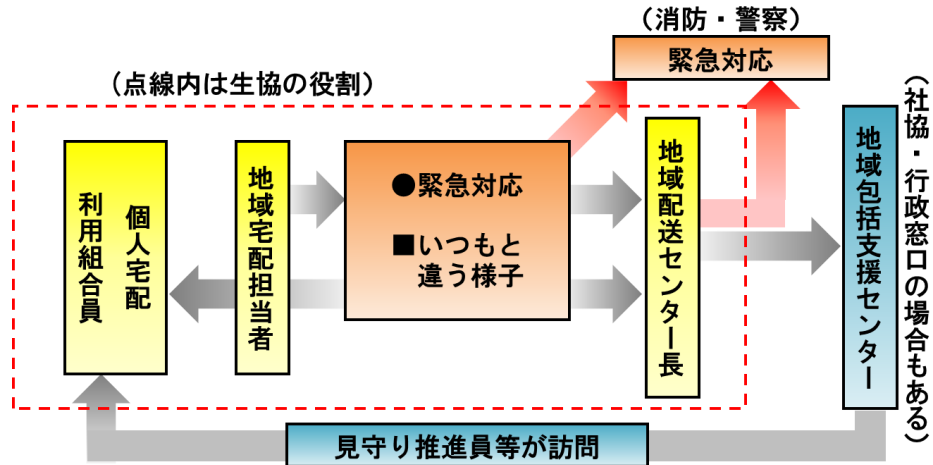 （消防・警察）
緊急対応
（点線内は生協の役割）
個人宅配
利用組合員
地域宅配担当者
●緊急対応
■いつもと
違う様子
地域配送センター長
地域包括支援センター
（社協・行政窓口の場合もある）
見守り推進員等が訪問